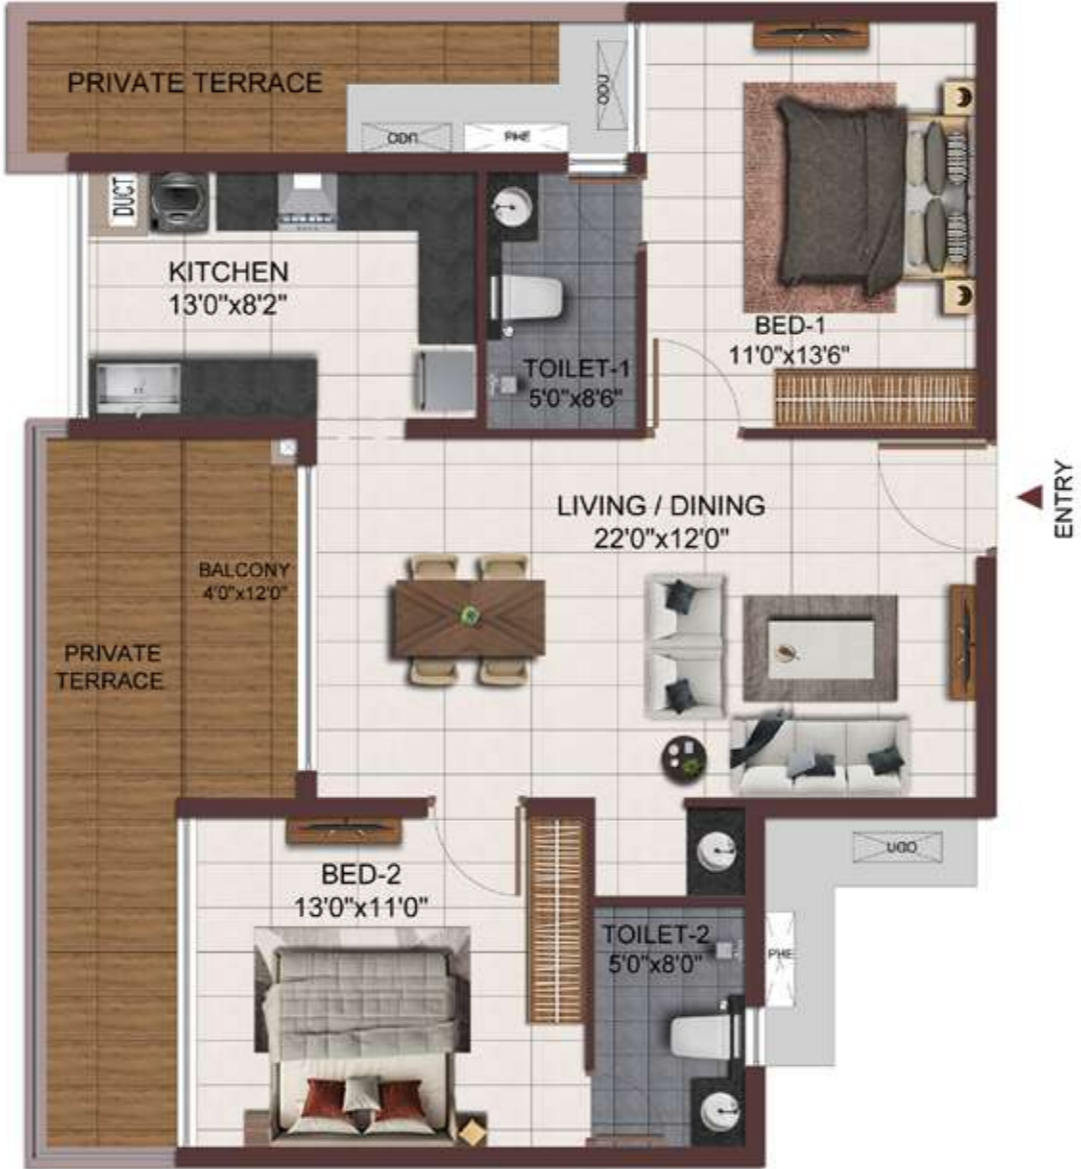 PRIVATE TERRACE
ODU
ODU
PHE
DUCT
KITCHEN
13'0"x8'2"
BED-1
11'0"x13'6"
TOILET-1
5'0"x8'6"
ENTRY
LIVING / DINING
22'0"x12'0"
BALCONY
4'0"x12'0"
PRIVATE
TERRACE
ODU
BED-2
13'0"x11'0"
TOILET-2
5'0"x8'0"
PHE